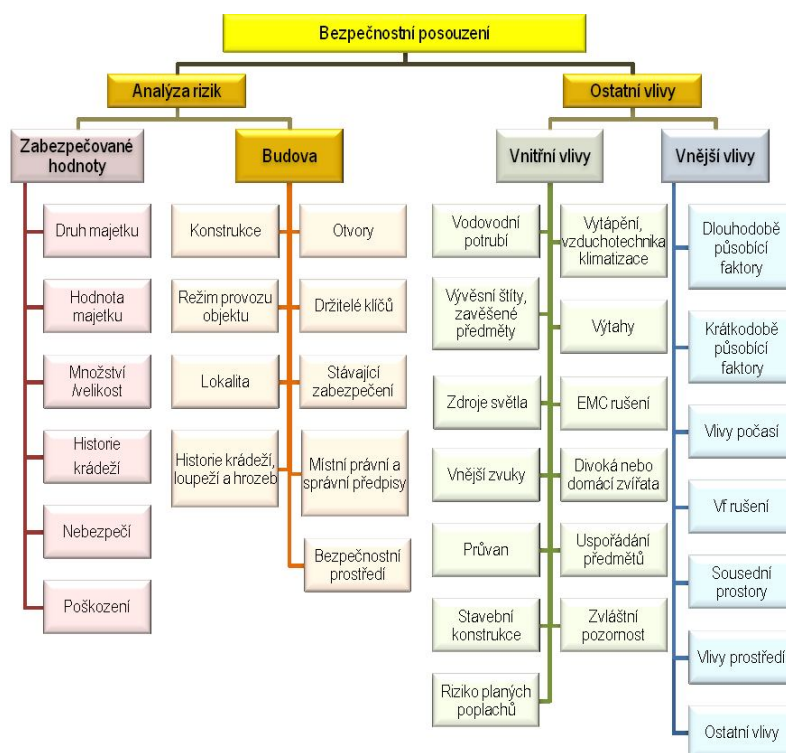 Bezpečnostní posouzení
Analýza rizik
Ostatní vlivy
Zabezpečované
hodnoty
Budova
Vnitřní vlivy
Vnější vlivy
Druh majetku
Hodnota
majetku
Množství
/velikost
Historie
krádeží
Nebezpečí
Poškození
Konstrukce
Otvory
Režim provozu
objektu
Držitelé klíčů
Lokalita
Stávající
zabezpečení
Historie krádeží,
loupeží a hrozeb
Místní právní a
správní předpisy
Bezpečnostní
prostředí
Vodovodní
potrubí
Vytápění,
vzduchotechnika
klimatizace
Vývěsní štíty,
zavěšené
předměty
Výtahy
Zdroje světla
EMC rušení
Vnější zvuky
Divoká nebo
domácí zvířata
Průvan
Uspořádání
předmětů
Stavební
konstrukce
Zvláštní
pozornost
Riziko planých
poplachů
Dlouhodobě
působící
faktory
Krátkodobě
působící
faktory
Vlivy počasí
Vf rušení
Sousední
prostory
Vlivy prostředí
Ostatní vlivy